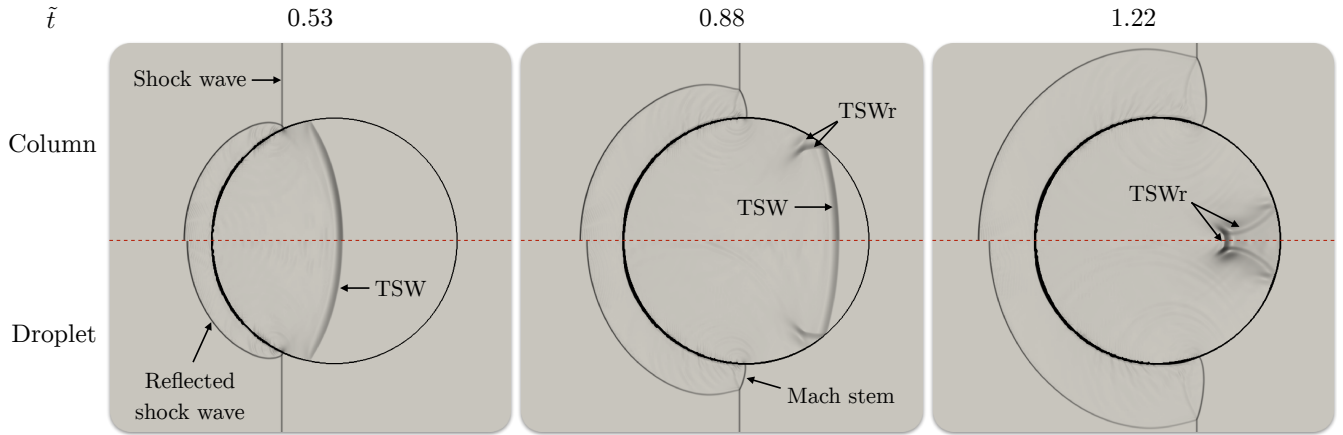 t̃ 0.53 0.88 1.22
Column
Droplet
Shock wave
TSW
Reflected
shock wave
TSWr
TSW
Mach stem
TSWr